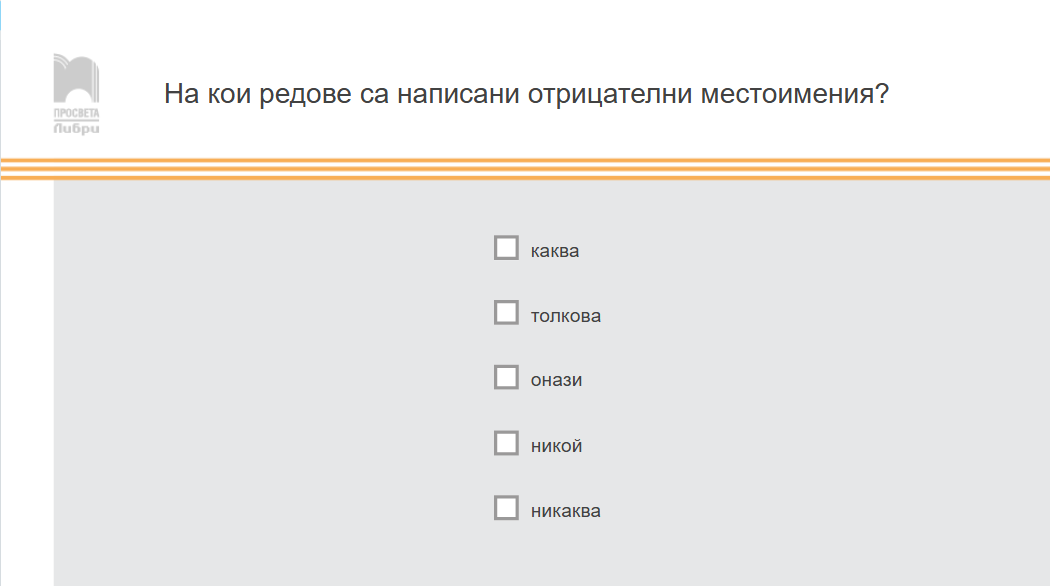 ПРОСВЕТА
Либри
На кои редове са написани отрицателни местоимения?
каква
толкова
онази
никой
никаква